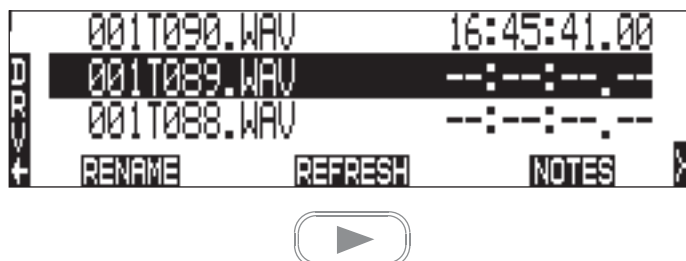 001T090.WAV 16:45:41.00
001T089.WAV --:--:--.--
001T088.WAV --:--:--.--
DRV
RENAME REFRESH NOTES